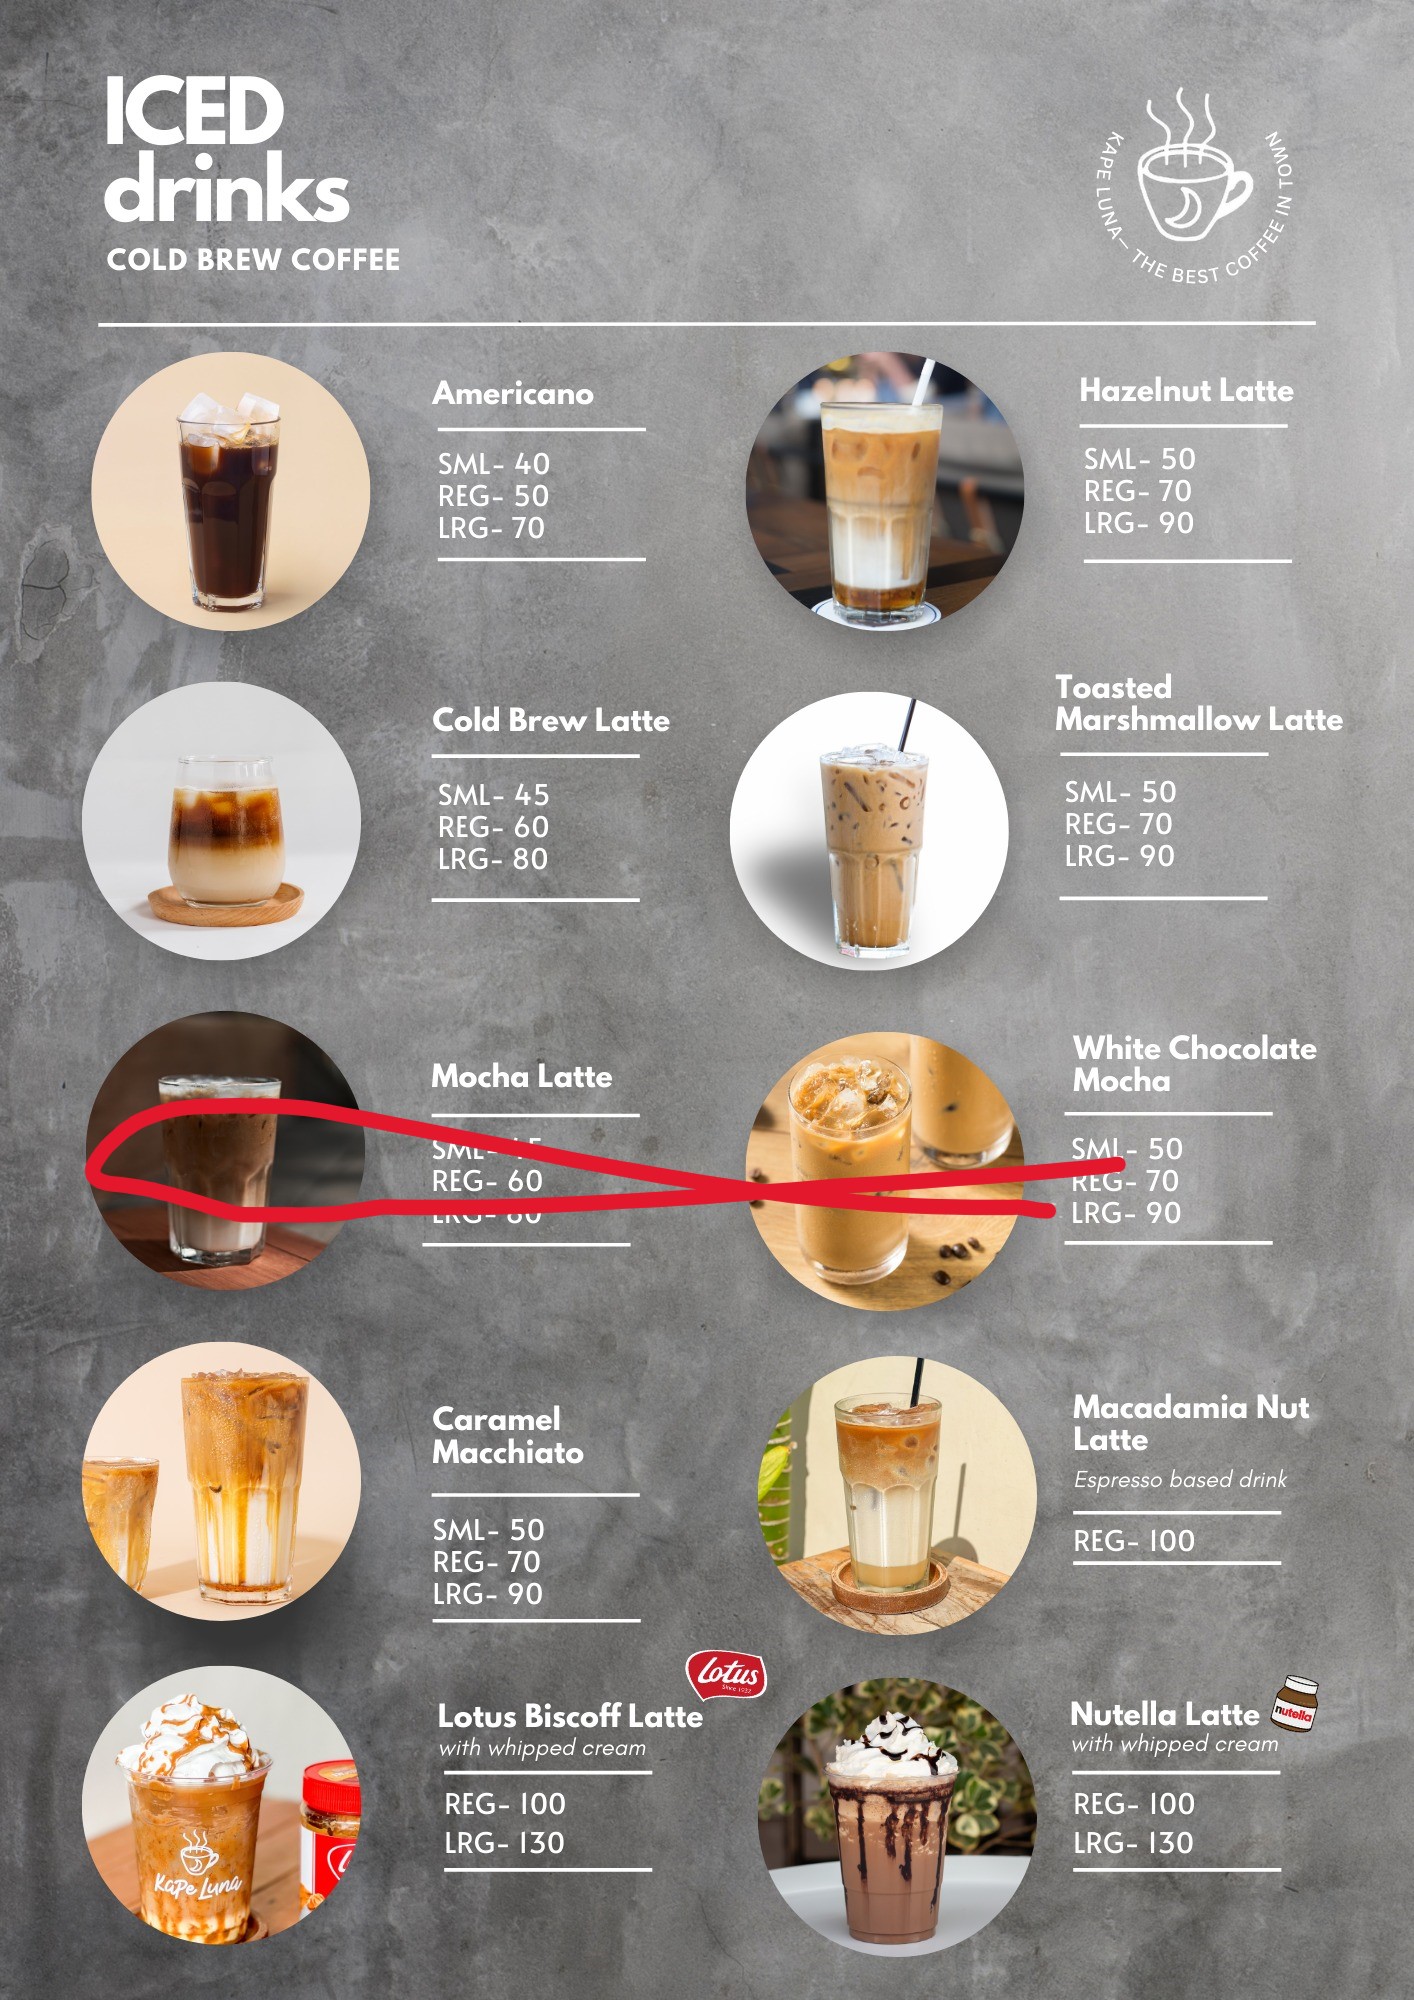 ICED
drinks
COLD BREW COFFEE
KAPE LUNA — THE BEST COFFEE IN TOWN
Americano
SML- 40
REG- 50
LRG- 70
Hazelnut Latte
SML- 50
REG- 70
LRG- 90
Cold Brew Latte
SML- 45
REG- 60
LRG- 80
Toasted
Marshmallow Latte
SML- 50
REG- 70
LRG- 90
Mocha Latte
SML-
REG- 60
LRG-
White Chocolate
Mocha
SML- 50
REG- 70
LRG- 90
Caramel
Macchiato
SML- 50
REG- 70
LRG- 90
Macadamia Nut
Latte
Espresso based drink
REG- 100
Lotus
Since 1932
Lotus Biscoff Latte
with whipped cream
REG- 100
LRG- 130
Kape Luna
Nutella Latte
nutella
with whipped cream
REG- 100
LRG- 130